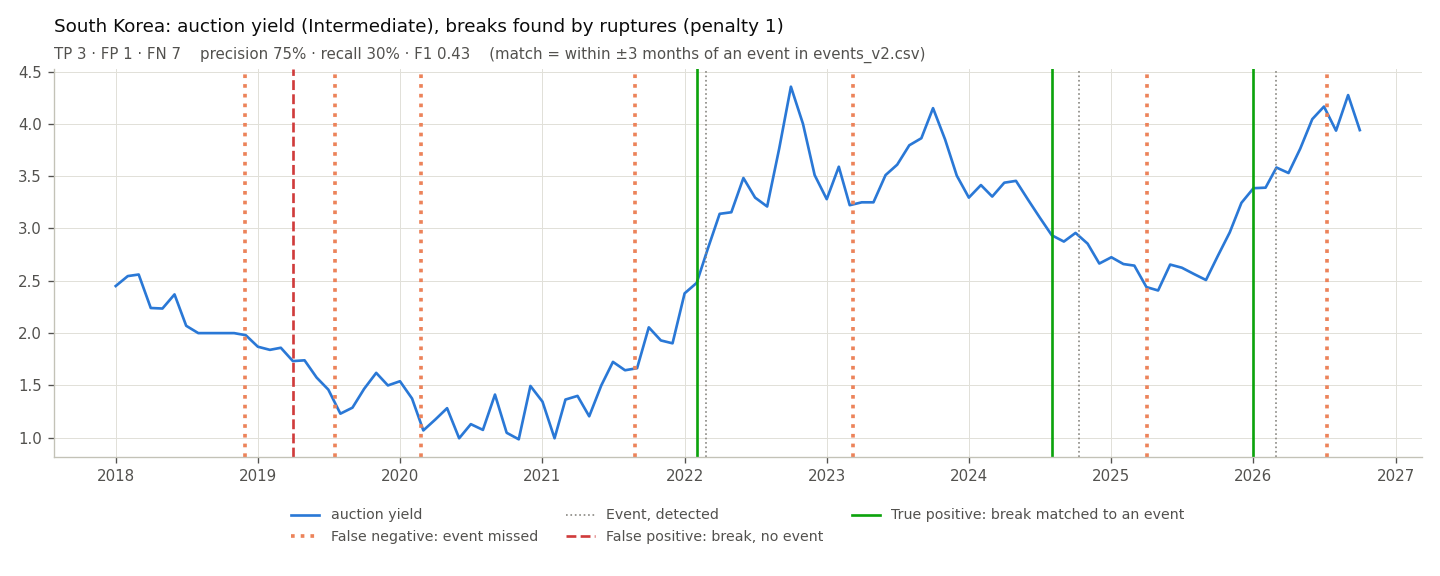 South Korea: auction yield (Intermediate), breaks found by ruptures (penalty 1)
TP 3 · FP 1 · FN 7    precision 75% · recall 30% · F1 0.43    (match = within ±3 months of an event in events_v2.csv)
4.5
4.0
3.5
3.0
2.5
2.0
1.5
1.0
2018 2019 2020 2021 2022 2023 2024 2025 2026 2027
auction yield
False negative: event missed
Event, detected
False positive: break, no event
True positive: break matched to an event